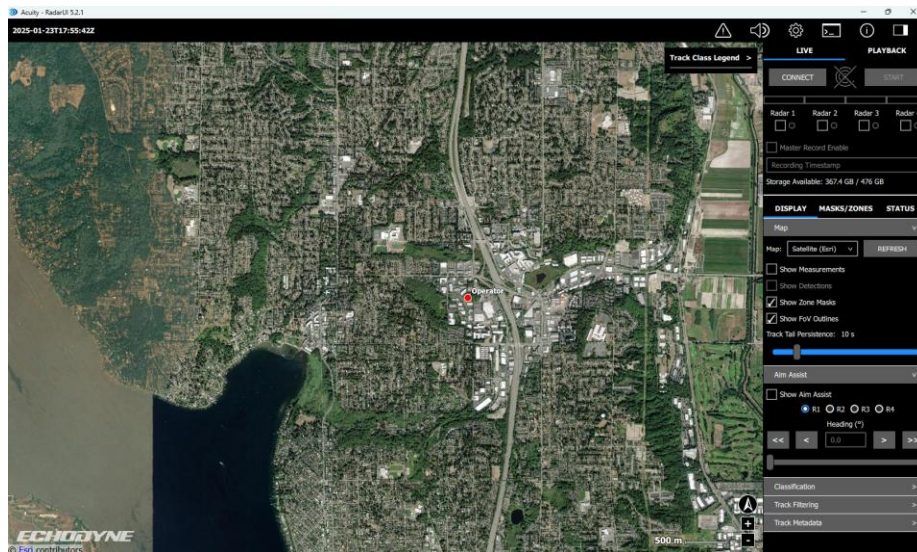 Acuity - RadarUI 5.2.1
2025-01-23T17:55:42Z
Track Class Legend >
LIVE PLAYBACK
CONNECT START
Radar 1 Radar 2 Radar 3 Radar
Master Record Enable
Recording Timestamp
Storage Available: 367.4 GB / 476 GB
DISPLAY MASKS/ZONES STATUS
Map
Map: Satellite (Esri) REFRESH
Show Measurements
Show Detections
Show Zone Masks
Show FoV Outlines
Track Tail Persistence: 10 s
Aim Assist
Show Aim Assist
R1 R2 R3 R4
Heading (°)
<< < 0.0 > >>
Classification >
Track Filtering >
Track Metadata >
Operator
500 m
+
-
ECHODYNE
© Esri contributors